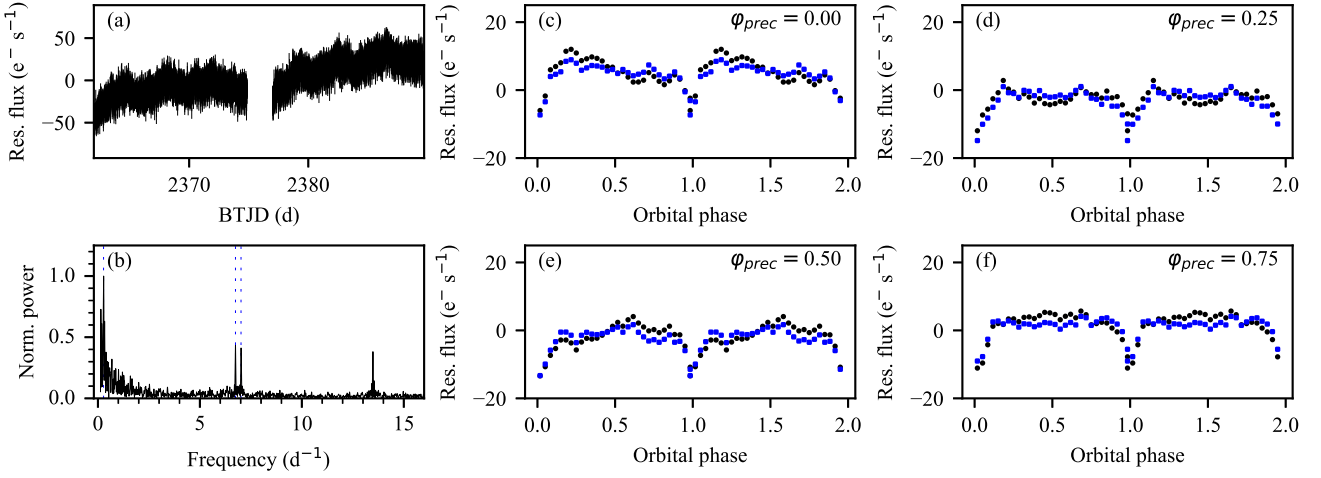 (a)
Res. flux (e⁻ s⁻¹)
50
0
−50
2370
2380
BTJD (d)
(c)
φprec = 0.00
Res. flux (e⁻ s⁻¹)
20
0
−20
0.0
0.5
1.0
1.5
2.0
Orbital phase
(d)
φprec = 0.25
Res. flux (e⁻ s⁻¹)
20
0
−20
0.0
0.5
1.0
1.5
2.0
Orbital phase
(b)
Norm. power
1.0
0.5
0.0
0
5
10
15
Frequency (d⁻¹)
(e)
φprec = 0.50
Res. flux (e⁻ s⁻¹)
20
0
−20
0.0
0.5
1.0
1.5
2.0
Orbital phase
(f)
φprec = 0.75
Res. flux (e⁻ s⁻¹)
20
0
−20
0.0
0.5
1.0
1.5
2.0
Orbital phase